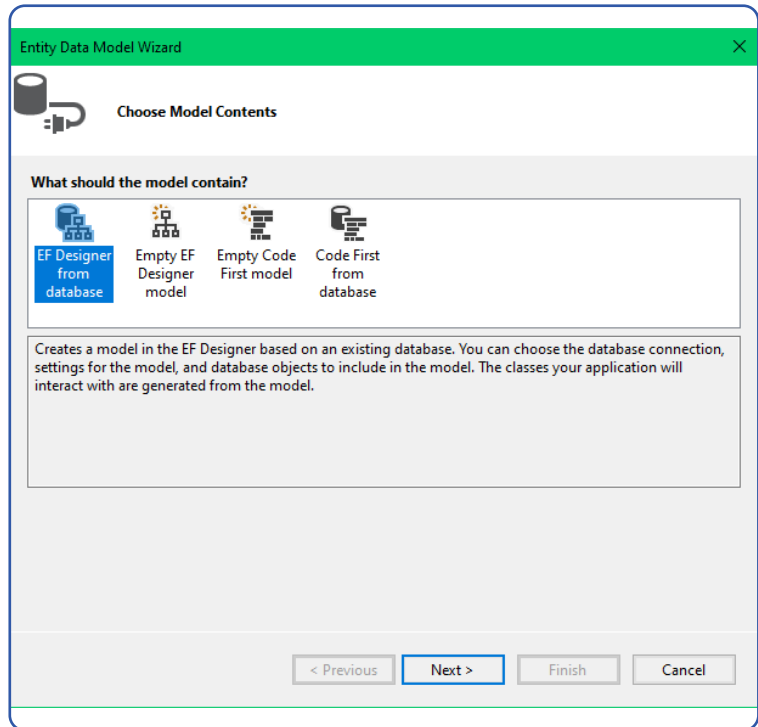 Entity Data Model Wizard
Choose Model Contents
What should the model contain?
EF Designer
from
database
Empty EF
Designer
model
Empty Code
First model
Code First
from
database
Creates a model in the EF Designer based on an existing database. You can choose the database connection,
settings for the model, and database objects to include in the model. The classes your application will
interact with are generated from the model.
< Previous
Next >
Finish
Cancel